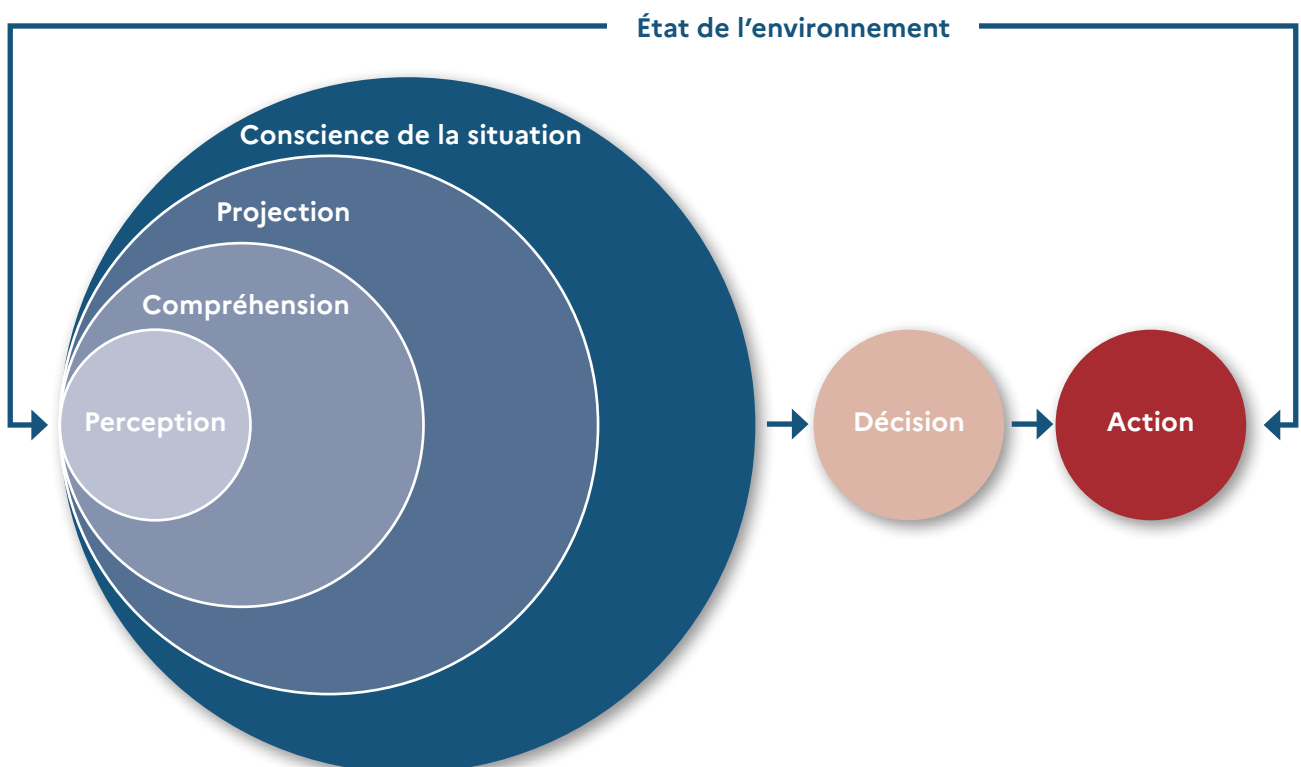 État de l’environnement
Conscience de la situation
Projection
Compréhension
Perception
Décision
Action